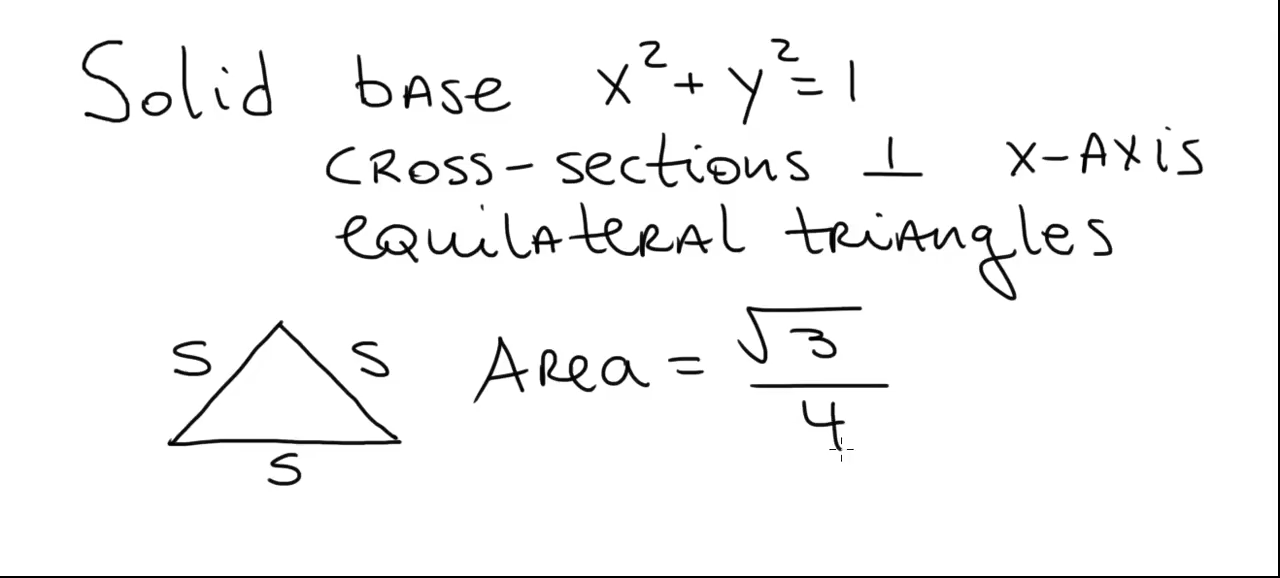 Solid base x²+y²=1
cross-sections ⊥ x-axis
equilateral triangles
s s Area = √3/4
s